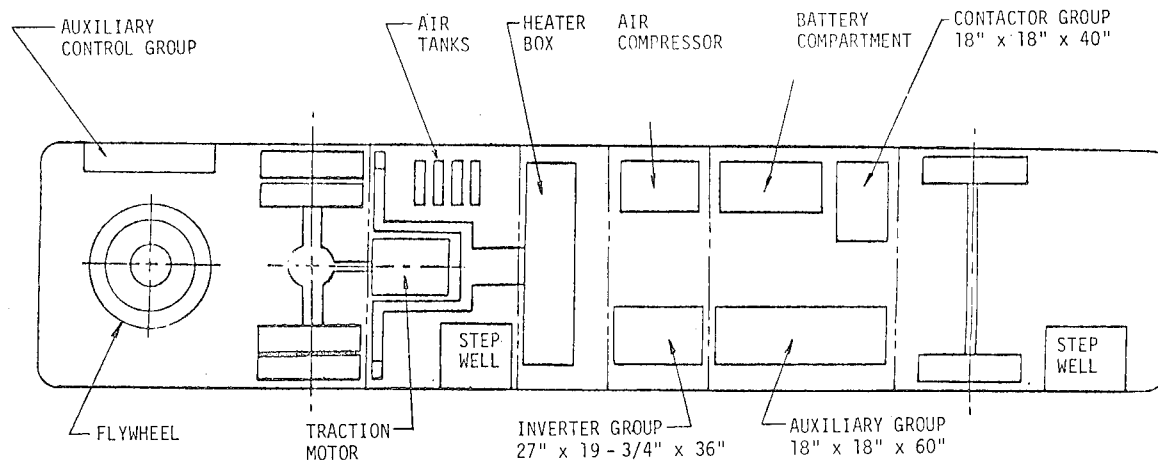 AUXILIARY
CONTROL GROUP
AIR
TANKS
HEATER
BOX
AIR
COMPRESSOR
BATTERY
COMPARTMENT
CONTACTOR GROUP
18" x 18" x 40"
STEP
WELL
STEP
WELL
FLYWHEEL
TRACTION
MOTOR
INVERTER GROUP
27" x 19 - 3/4" x 36"
AUXILIARY GROUP
18" x 18" x 60"